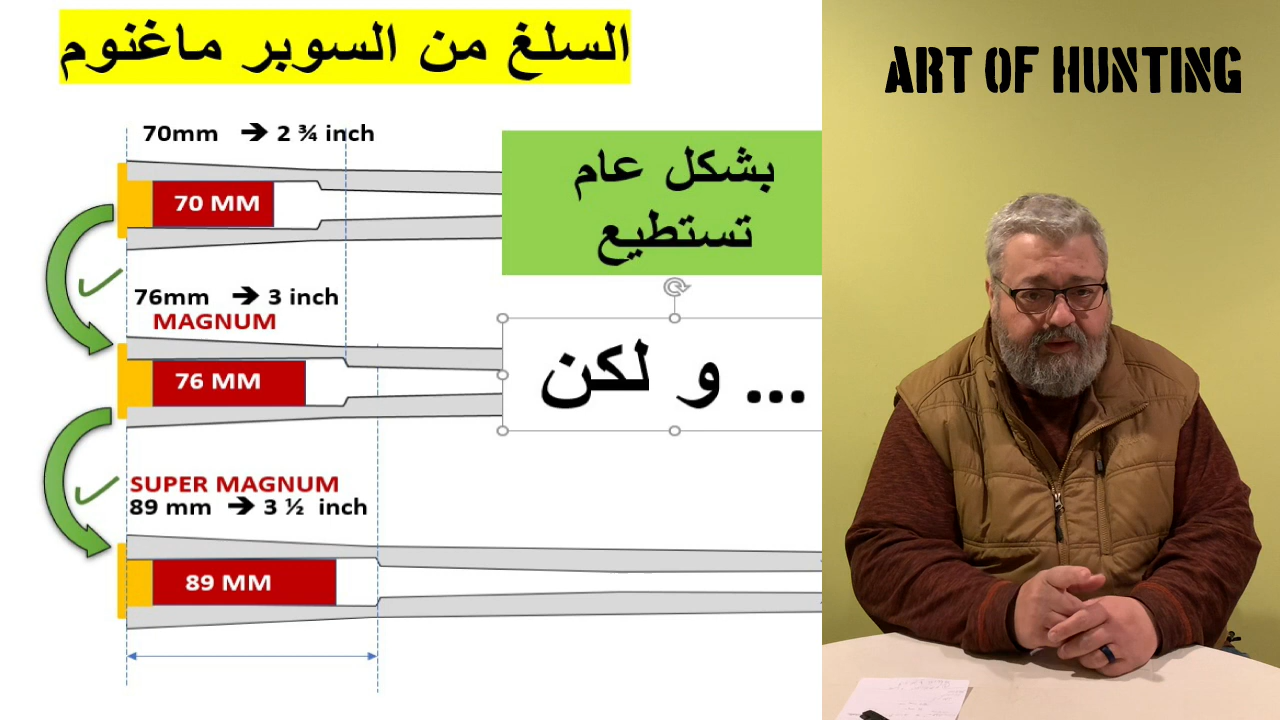 السلغ من السوبر ماغنوم
ART OF HUNTING
70mm ➔ 2 ¾ inch
70 MM
بشكل عام
تستطيع
76mm ➔ 3 inch
MAGNUM
76 MM
... و لكن
SUPER MAGNUM
89 mm ➔ 3 ½ inch
89 MM